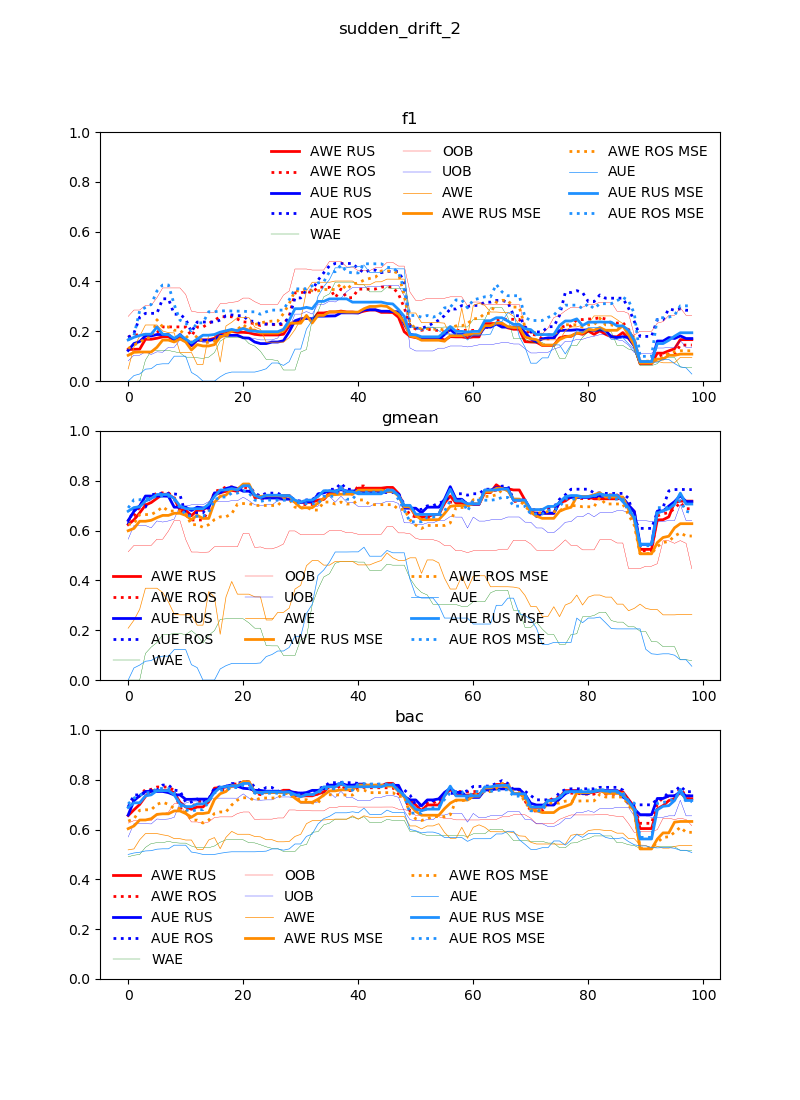 sudden_drift_2
f1
1.0
0.8
0.6
0.4
0.2
0.0
AWE RUS OOB AWE ROS MSE
AWE ROS UOB AUE
AUE RUS AWE AUE RUS MSE
AUE ROS AWE RUS MSE AUE ROS MSE
WAE
0 20 40 60 80 100
gmean
1.0
0.8
0.6
0.4
0.2
0.0
AWE RUS OOB AWE ROS MSE
AWE ROS UOB AUE
AUE RUS AWE AUE RUS MSE
AUE ROS AWE RUS MSE AUE ROS MSE
WAE
0 20 40 60 80 100
bac
1.0
0.8
0.6
0.4
0.2
0.0
AWE RUS OOB AWE ROS MSE
AWE ROS UOB AUE
AUE RUS AWE AUE RUS MSE
AUE ROS AWE RUS MSE AUE ROS MSE
WAE
0 20 40 60 80 100